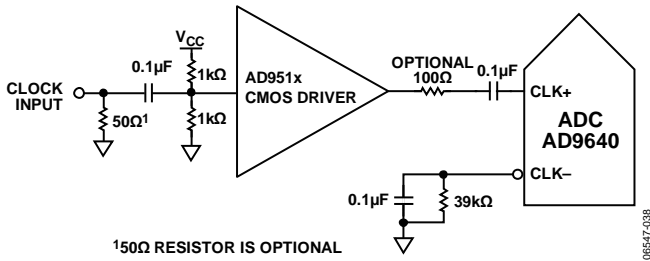 V_CC
0.1µF
1kΩ
CLOCK
INPUT
50Ω¹
1kΩ
AD951x
CMOS DRIVER
OPTIONAL
100Ω
0.1µF
CLK+
ADC
AD9640
CLK–
0.1µF
39kΩ
¹50Ω RESISTOR IS OPTIONAL
06547-038